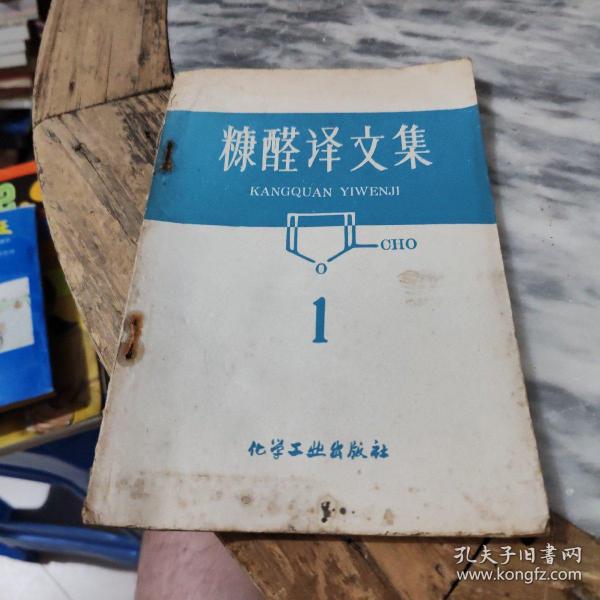 糠醛译文集
KANGQUAN YIWENJI
CHO
O
1
化学工业出版社
孔夫子旧书网
www.kongfz.com